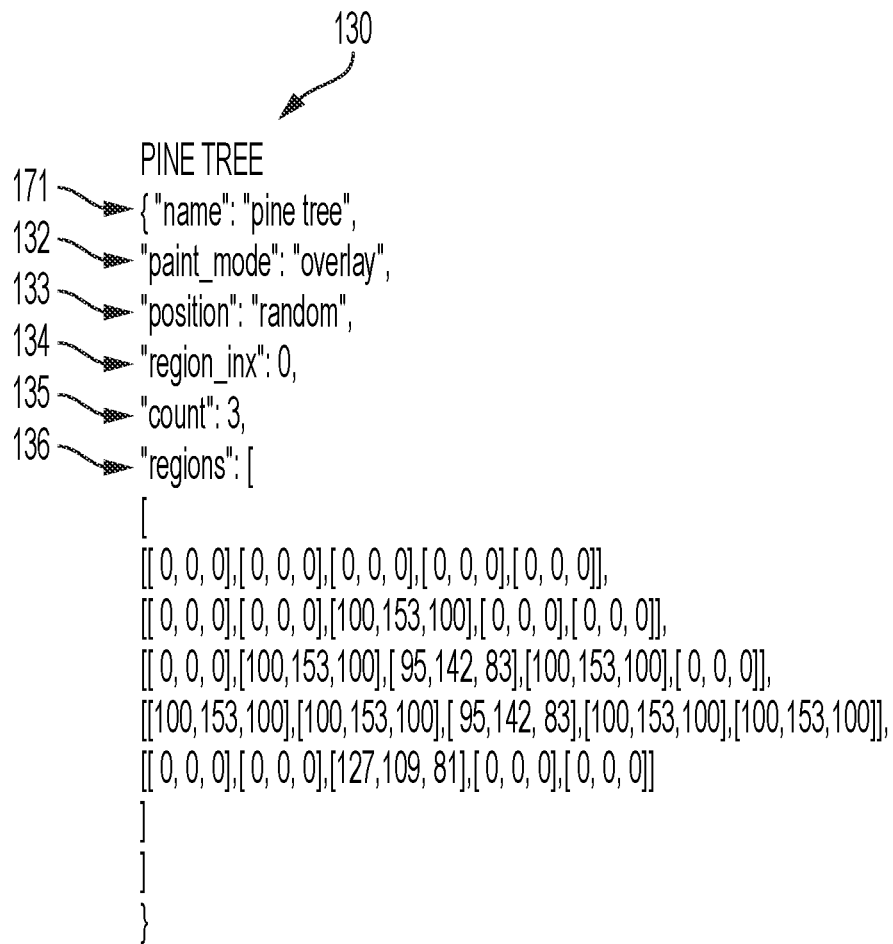 130
PINE TREE
171 { "name": "pine tree",
132 "paint_mode": "overlay",
133 "position": "random",
134 "region_inx": 0,
135 "count": 3,
136 "regions": [
[
[[ 0, 0, 0],[ 0, 0, 0],[ 0, 0, 0],[ 0, 0, 0],[ 0, 0, 0]],
[[ 0, 0, 0],[ 0, 0, 0],[100,153,100],[ 0, 0, 0],[ 0, 0, 0]],
[[ 0, 0, 0],[100,153,100],[ 95,142, 83],[100,153,100],[ 0, 0, 0]],
[[100,153,100],[100,153,100],[ 95,142, 83],[100,153,100],[100,153,100]],
[[ 0, 0, 0],[ 0, 0, 0],[127,109, 81],[ 0, 0, 0],[ 0, 0, 0]]
]
]
}